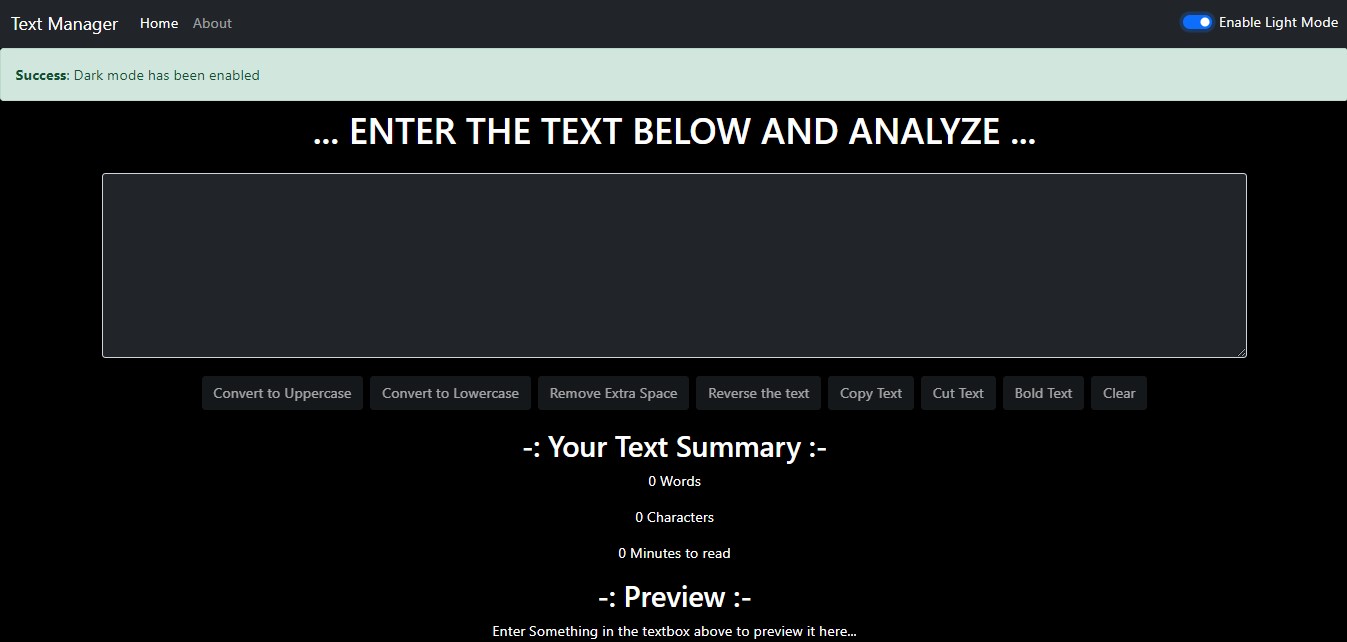 Text Manager Home About Enable Light Mode
Success: Dark mode has been enabled
... ENTER THE TEXT BELOW AND ANALYZE ...
Convert to Uppercase Convert to Lowercase Remove Extra Space Reverse the text Copy Text Cut Text Bold Text Clear
-: Your Text Summary :-
0 Words
0 Characters
0 Minutes to read
-: Preview :-
Enter Something in the textbox above to preview it here...